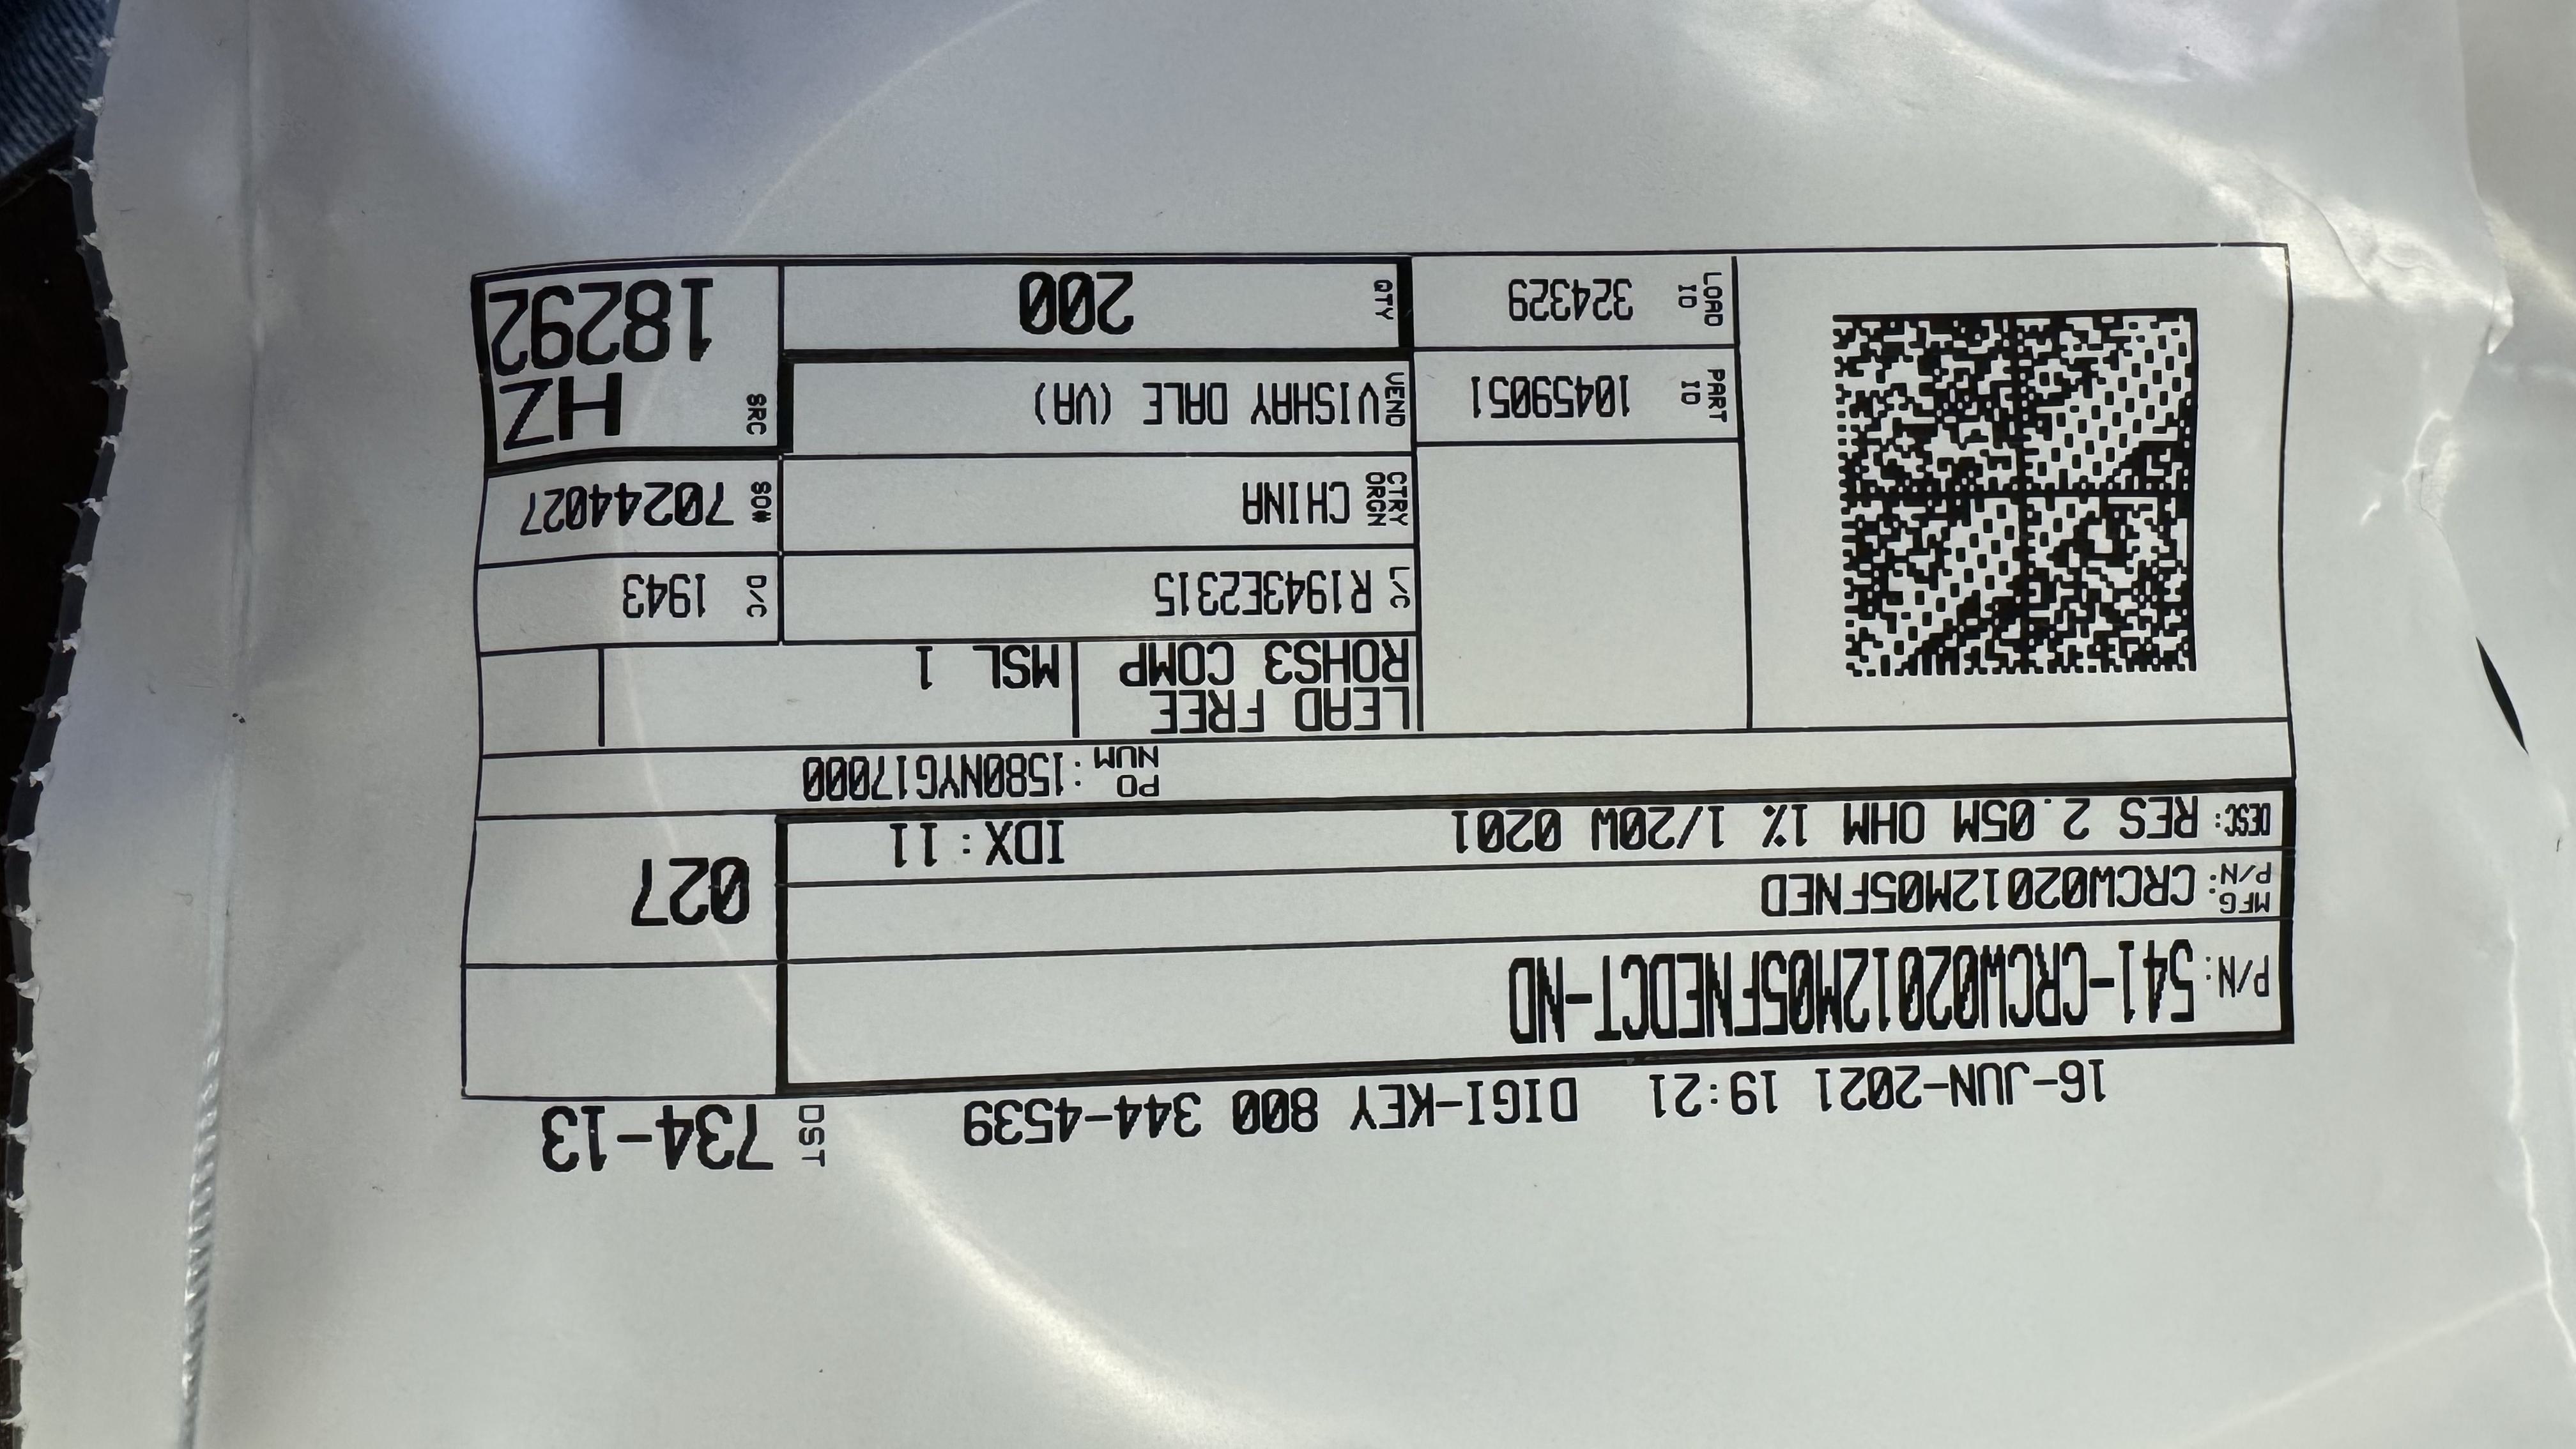 16-JUN-2021 19:21 DIGI-KEY 800 344-4539
DST 734-13
P/N: 541-CRCW02012M05FNEDCT-ND
MFG P/N: CRCW02012M05FNED
DESC: RES 2.05M OHM 1% 1/20W 0201 IDX: 11
027
PO NUM: 1580NYG17000
LEAD FREE
ROHS3 COMP
MSL 1
L/C R1943E2315
D/C 1943
CTRY ORGN CHINA
SO# 70244027
PART ID 10459051
VEND VISHAY DALE (VA)
SRC HZ
18292
LOAD ID 324329
QTY 200